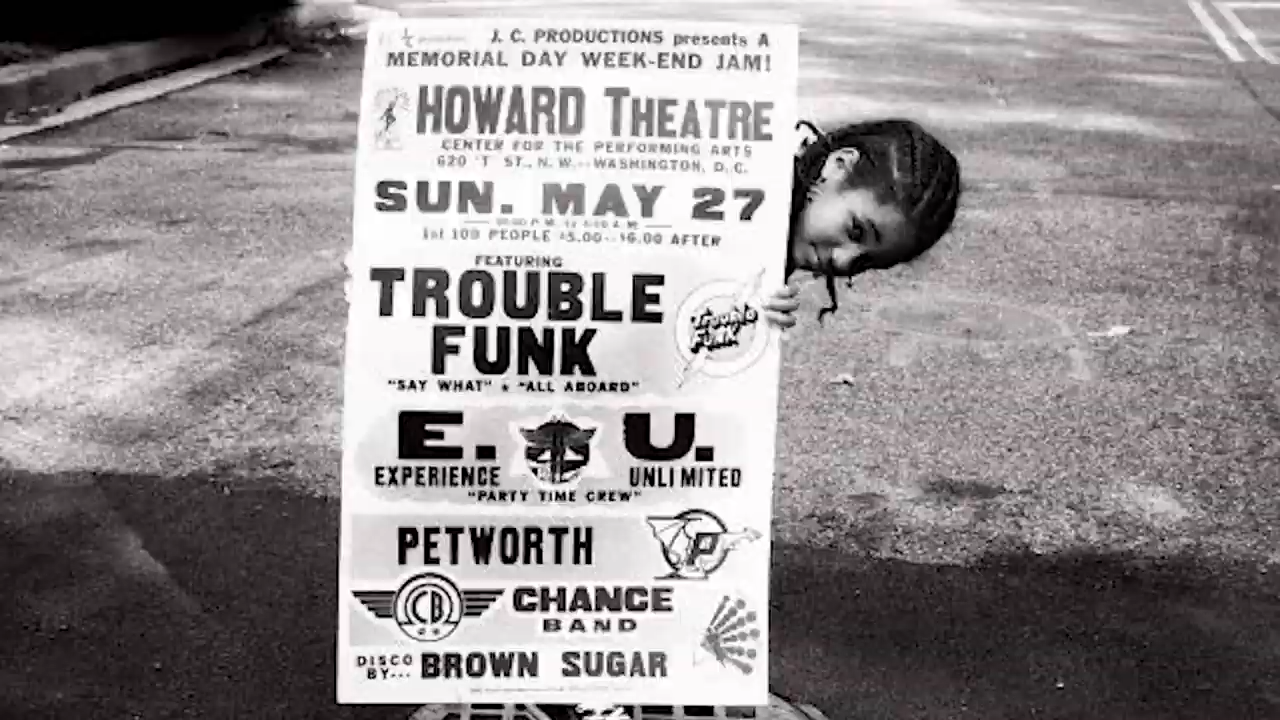 J. C. PRODUCTIONS presents A
MEMORIAL DAY WEEK-END JAM!
HOWARD THEATRE
CENTER FOR THE PERFORMING ARTS
620 'T' ST., N. W. -- WASHINGTON, D. C.
SUN. MAY 27
1st 100 PEOPLE $5.00--$6.00 AFTER
FEATURING
TROUBLE
FUNK
Trouble
Funk
"SAY WHAT" & "ALL ABOARD"
E. U.
EXPERIENCE UNLIMITED
"PARTY TIME CREW"
PETWORTH
P
CB
CHANCE
BAND
DISCO
BY... BROWN SUGAR